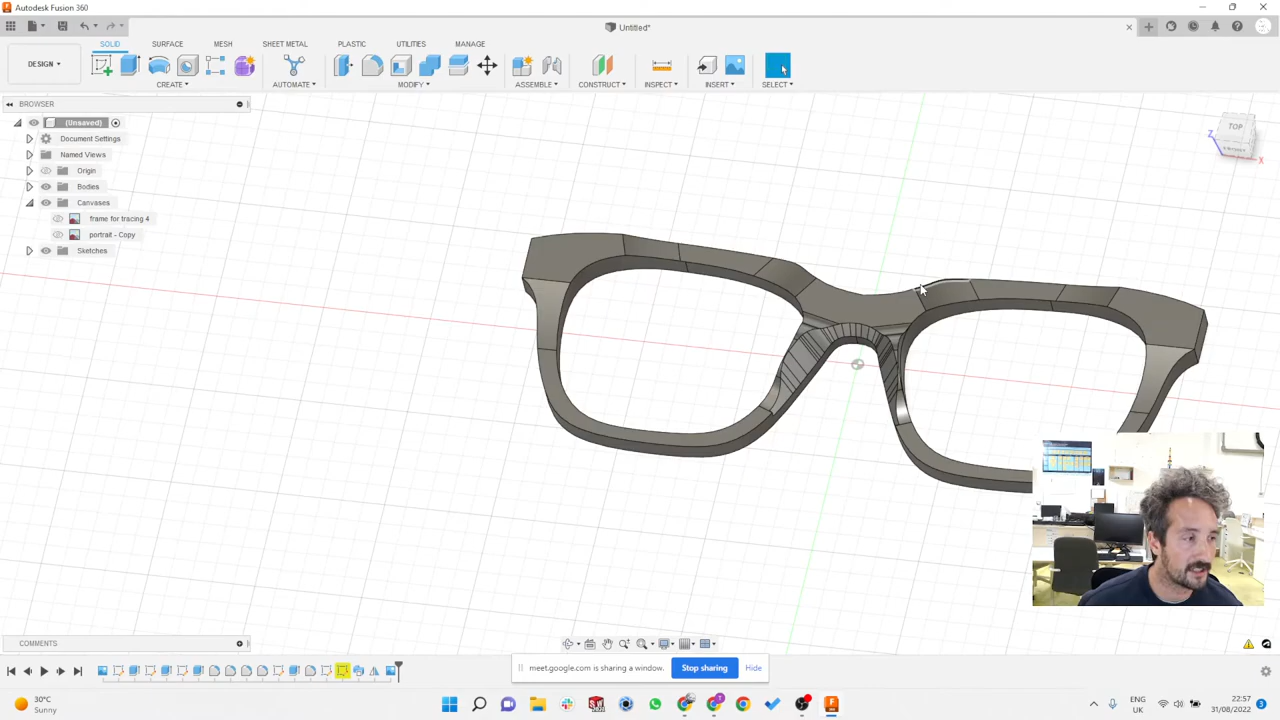 Autodesk Fusion 360
Untitled*
DESIGN
SOLID SURFACE MESH SHEET METAL PLASTIC UTILITIES MANAGE
CREATE AUTOMATE MODIFY ASSEMBLE CONSTRUCT INSPECT INSERT SELECT
BROWSER
(Unsaved)
Document Settings
Named Views
Origin
Bodies
Canvases
frame for tracing 4
portrait - Copy
Sketches
TOP
Z
X
COMMENTS
meet.google.com is sharing a window. Stop sharing Hide
30°C
Sunny
ENG
UK
22:57
31/08/2022
3